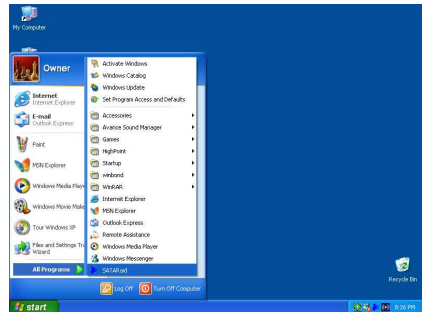 My Computer
Owner
Internet
Internet Explorer
E-mail
Outlook Express
Paint
MSN Explorer
Windows Media Playe
Windows Movie Make
Tour Windows XP
Files and Settings Tr
Wizard
All Programs
Activate Windows
Windows Catalog
Windows Update
Set Program Access and Defaults
Accessories
Avance Sound Manager
Games
HighPoint
Startup
winbond
WinRAR
Internet Explorer
MSN Explorer
Outlook Express
Remote Assistance
Windows Media Player
Windows Messenger
SATARaid
Log Off
Turn Off Computer
Recycle Bin
start
8:26 PM